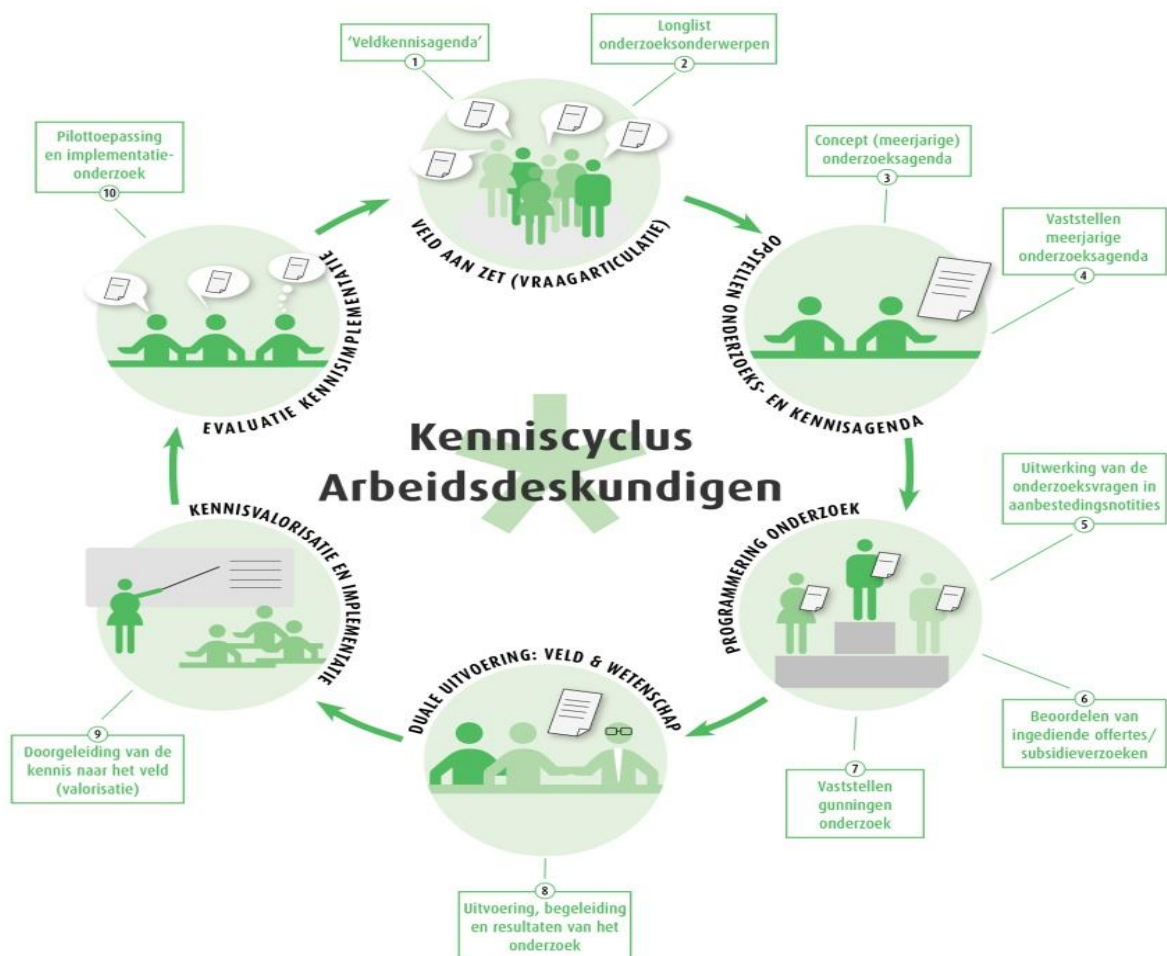 'Veldkennisagenda'
1
Longlist
onderzoeksonderwerpen
2
VELD AAN ZET (VRAAGARTICULATIE)
Concept (meerjarige)
onderzoeksagenda
3
Vaststellen
meerjarige
onderzoeksagenda
4
OPSTELLEN ONDERZOEKS- EN KENNISAGENDA
Kenniscyclus
Arbeidsdeskundigen
Uitwerking van de
onderzoeksvragen in
aanbestedingsnotities
5
PROGRAMMERING ONDERZOEK
6
Beoordelen van
ingediende offertes/
subsidieverzoeken
7
Vaststellen
gunningen
onderzoek
DUALE UITVOERING: VELD & WETENSCHAP
8
Uitvoering, begeleiding
en resultaten van het
onderzoek
KENNISVALORISATIE EN IMPLEMENTATIE
9
Doorgeleiding van de
kennis naar het veld
(valorisatie)
Pilottoepassing
en implementatie-
onderzoek
10
EVALUATIE KENNISIMPLEMENTATIE